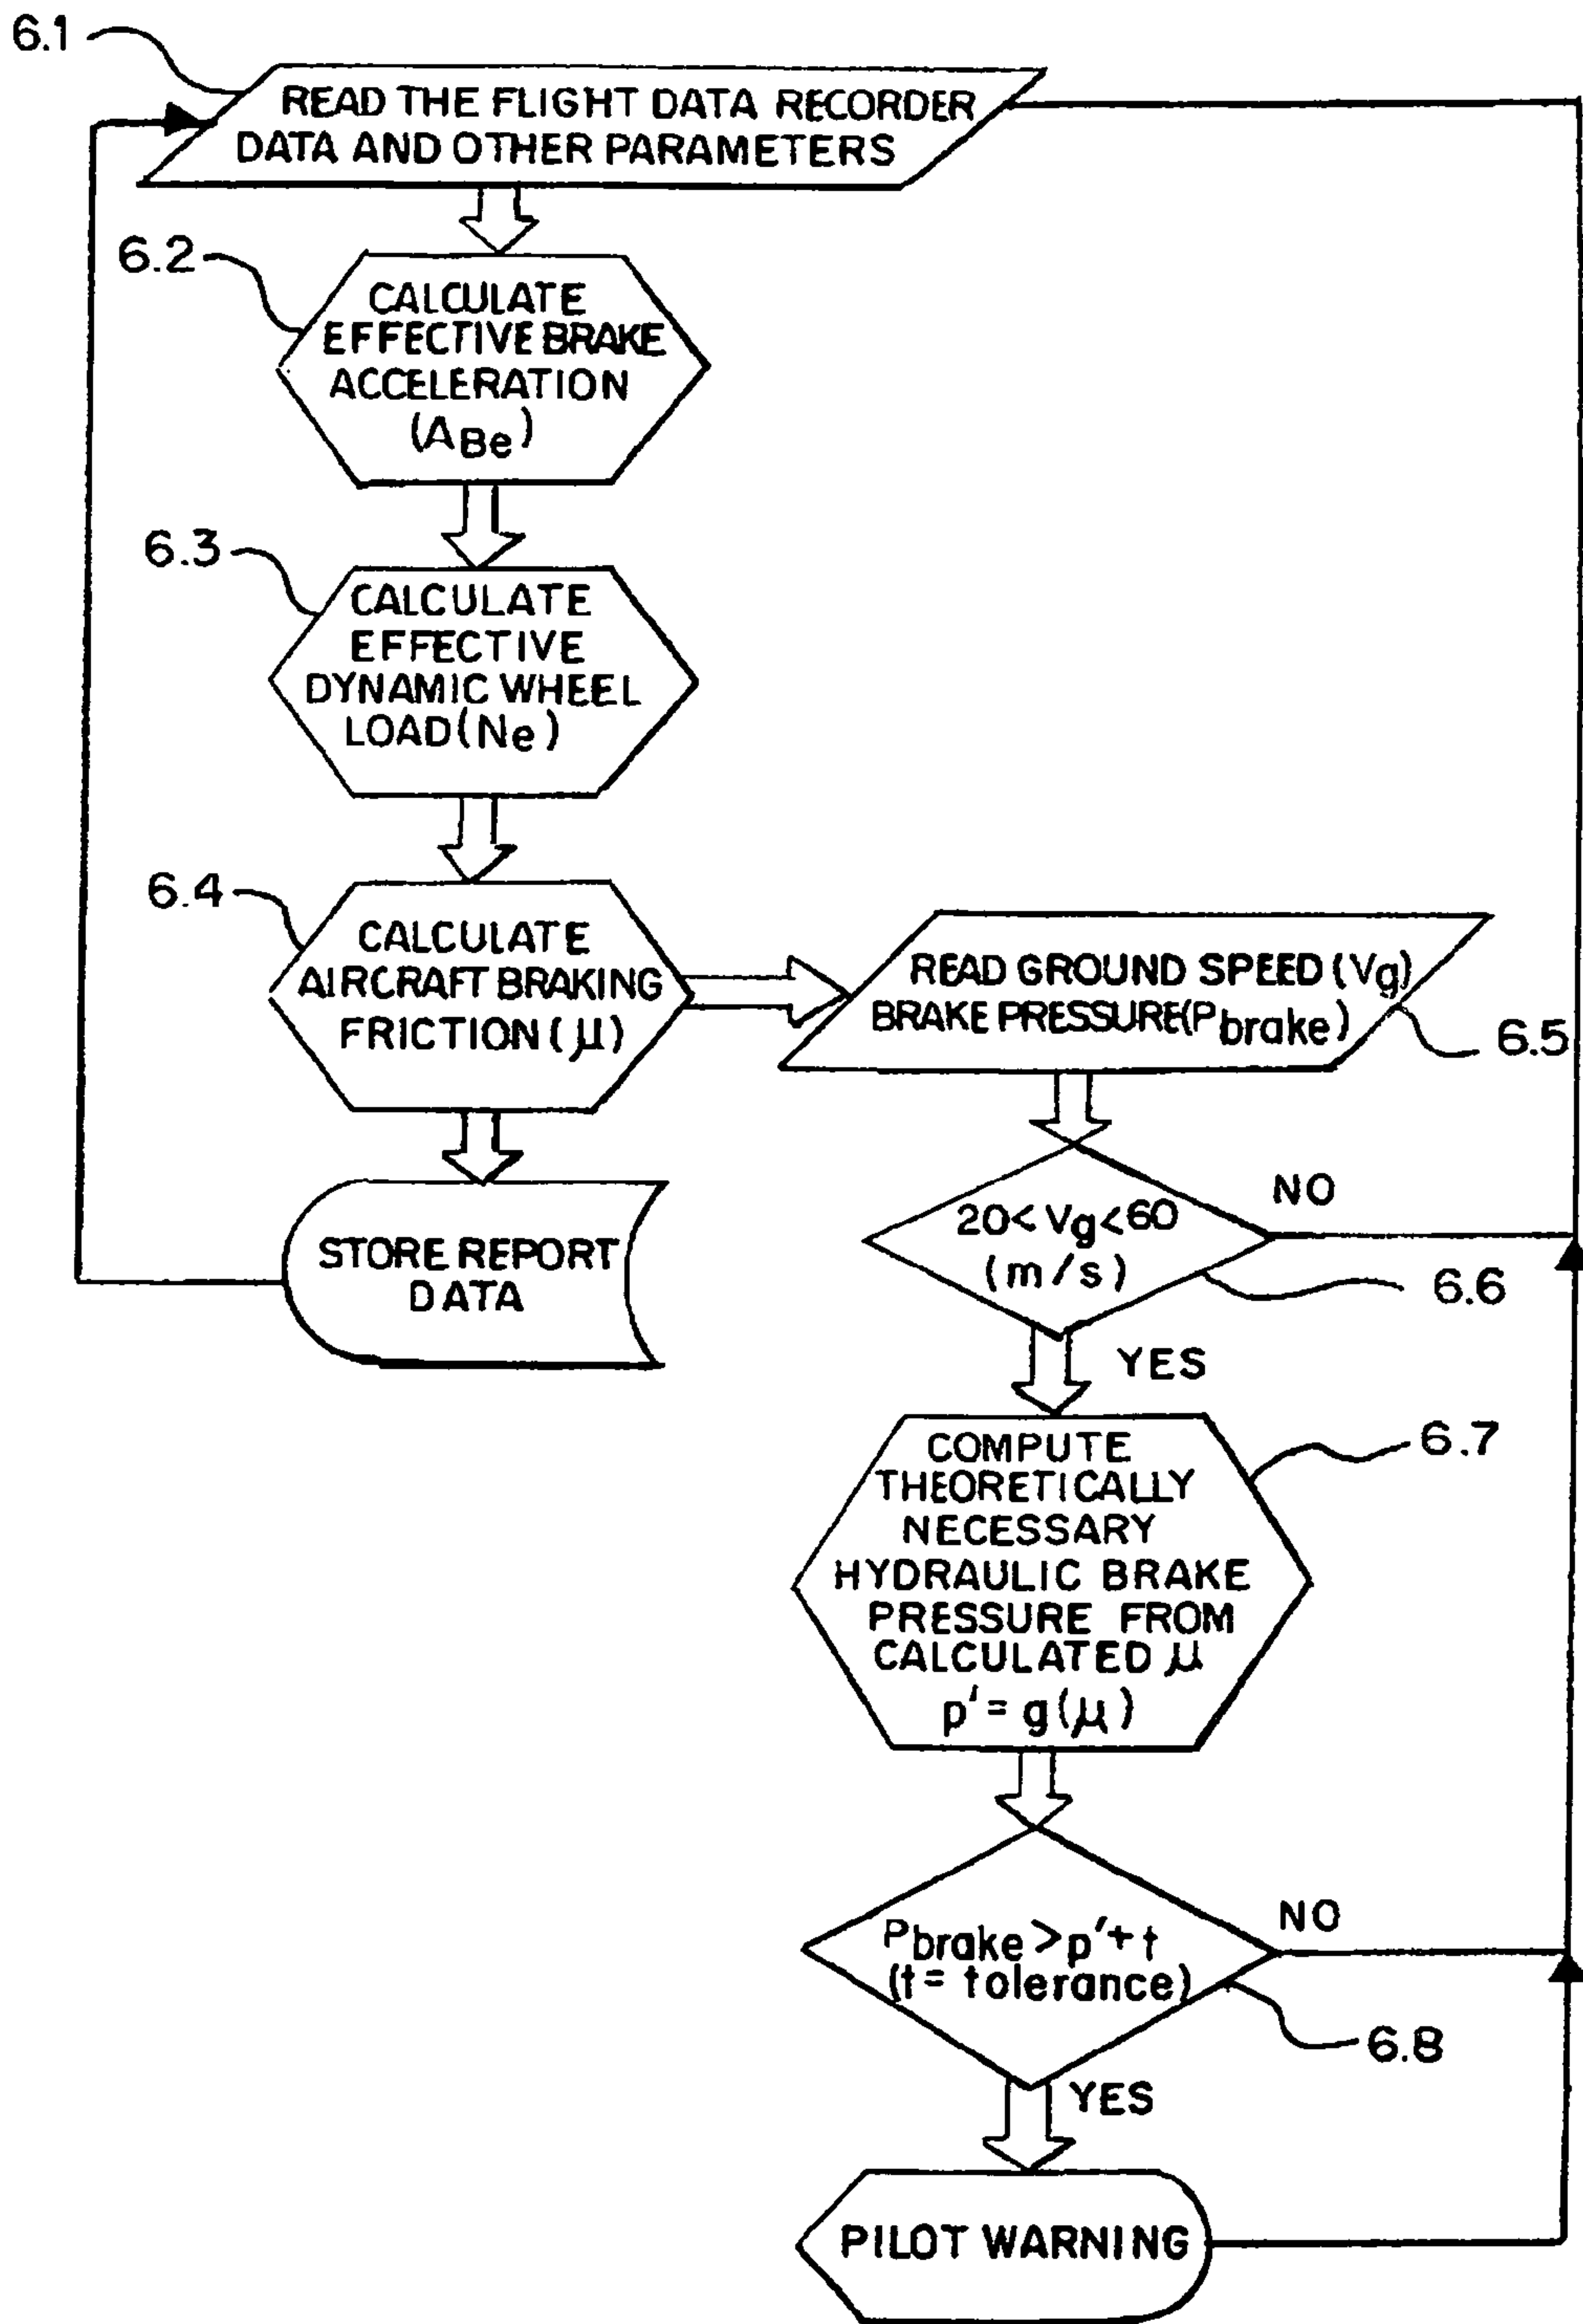 6.1
READ THE FLIGHT DATA RECORDER
DATA AND OTHER PARAMETERS
6.2
CALCULATE
EFFECTIVE BRAKE
ACCELERATION
(ABe)
6.3
CALCULATE
EFFECTIVE
DYNAMIC WHEEL
LOAD(Ne)
6.4
CALCULATE
AIRCRAFT BRAKING
FRICTION(μ)
READ GROUND SPEED (Vg)
BRAKE PRESSURE(Pbrake)
6.5
STORE REPORT
DATA
20<Vg<60
(m/s)
NO
6.6
YES
COMPUTE
THEORETICALLY
NECESSARY
HYDRAULIC BRAKE
PRESSURE FROM
CALCULATED μ
p'=g(μ)
6.7
Pbrake>p'+t
(t=tolerance)
NO
6.8
YES
PILOT WARNING